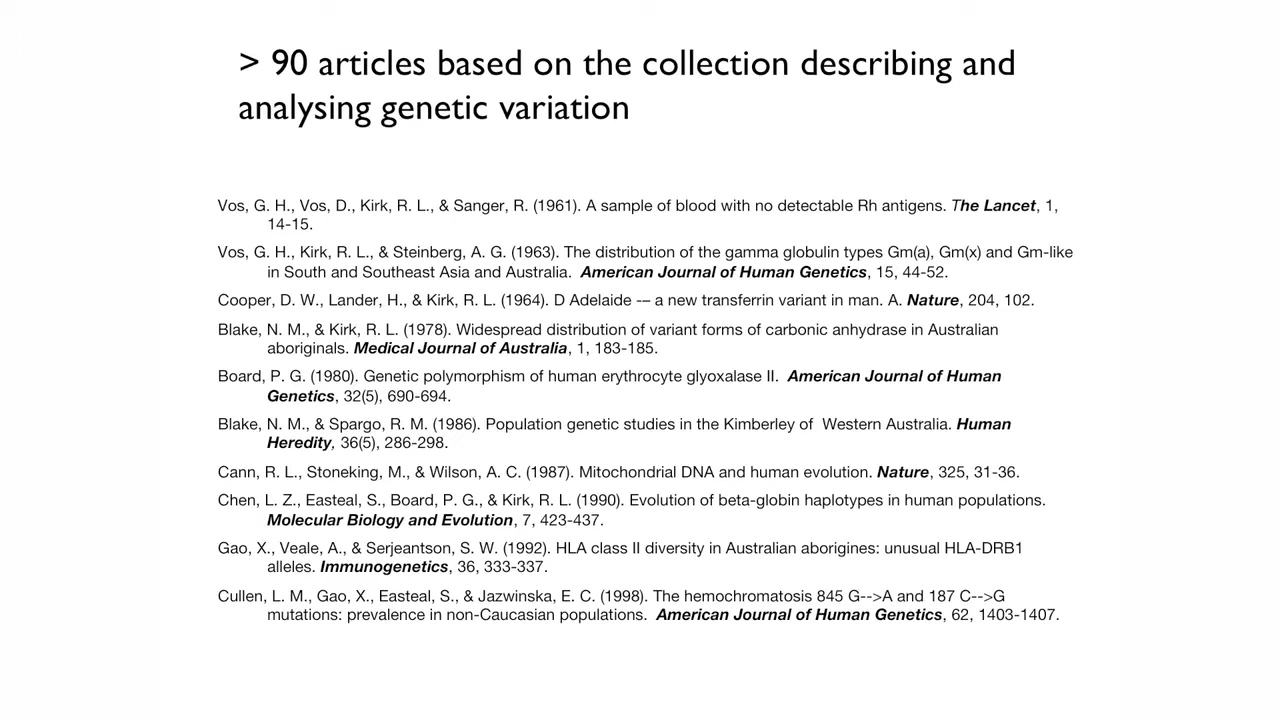 > 90 articles based on the collection describing and
analysing genetic variation
Vos, G. H., Vos, D., Kirk, R. L., & Sanger, R. (1961). A sample of blood with no detectable Rh antigens. The Lancet, 1,
14-15.
Vos, G. H., Kirk, R. L., & Steinberg, A. G. (1963). The distribution of the gamma globulin types Gm(a), Gm(x) and Gm-like
in South and Southeast Asia and Australia. American Journal of Human Genetics, 15, 44-52.
Cooper, D. W., Lander, H., & Kirk, R. L. (1964). D Adelaide -– a new transferrin variant in man. A. Nature, 204, 102.
Blake, N. M., & Kirk, R. L. (1978). Widespread distribution of variant forms of carbonic anhydrase in Australian
aboriginals. Medical Journal of Australia, 1, 183-185.
Board, P. G. (1980). Genetic polymorphism of human erythrocyte glyoxalase II. American Journal of Human
Genetics, 32(5), 690-694.
Blake, N. M., & Spargo, R. M. (1986). Population genetic studies in the Kimberley of Western Australia. Human
Heredity, 36(5), 286-298.
Cann, R. L., Stoneking, M., & Wilson, A. C. (1987). Mitochondrial DNA and human evolution. Nature, 325, 31-36.
Chen, L. Z., Easteal, S., Board, P. G., & Kirk, R. L. (1990). Evolution of beta-globin haplotypes in human populations.
Molecular Biology and Evolution, 7, 423-437.
Gao, X., Veale, A., & Serjeantson, S. W. (1992). HLA class II diversity in Australian aborigines: unusual HLA-DRB1
alleles. Immunogenetics, 36, 333-337.
Cullen, L. M., Gao, X., Easteal, S., & Jazwinska, E. C. (1998). The hemochromatosis 845 G-->A and 187 C-->G
mutations: prevalence in non-Caucasian populations. American Journal of Human Genetics, 62, 1403-1407.